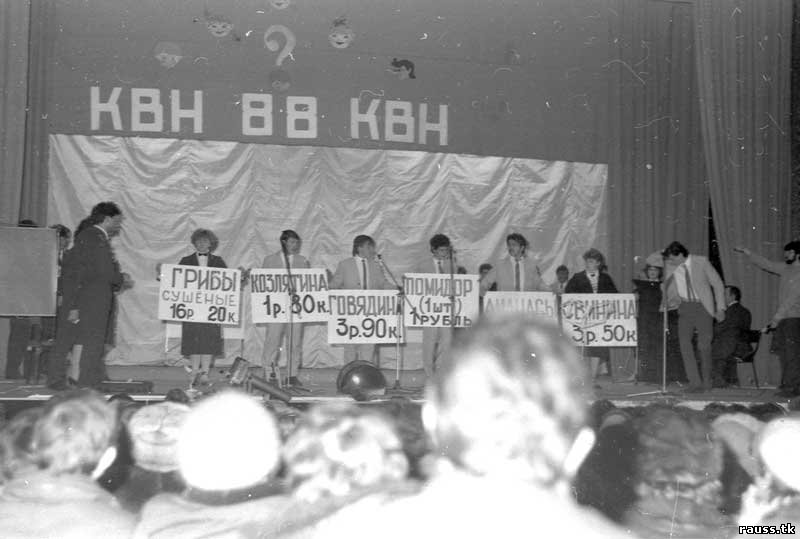 ?
КВН 88 КВН
ГРИБЫ
СУШЁНЫЕ
16р 20к.
КОЗЛЯТИНА
1р. 80к.
ГОВЯДИНА
3р.90к.
ПОМИДОР
(1шт)
1 РУБЛЬ
АНАНАСЫ
СВИНИНА
3р. 50к
rauss.tk